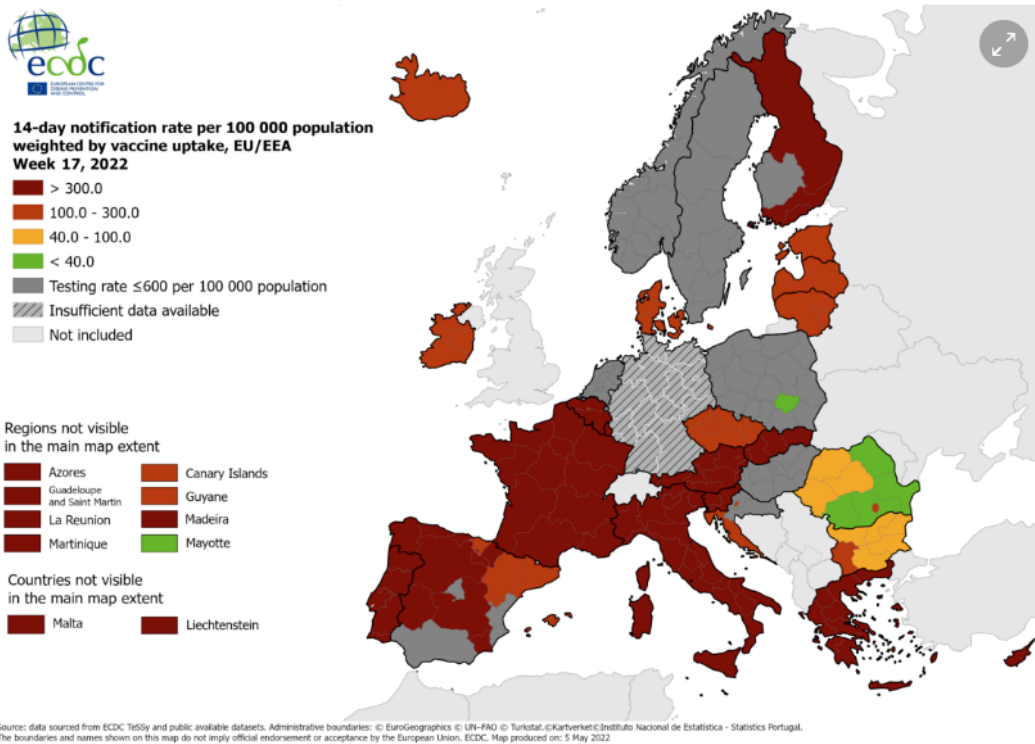 ecdc
EUROPEAN CENTRE FOR
DISEASE PREVENTION
AND CONTROL
14-day notification rate per 100 000 population
weighted by vaccine uptake, EU/EEA
Week 17, 2022
> 300.0
100.0 - 300.0
40.0 - 100.0
< 40.0
Testing rate ≤600 per 100 000 population
Insufficient data available
Not included
Regions not visible
in the main map extent
Azores
Canary Islands
Guadeloupe
and Saint Martin
Guyane
La Reunion
Madeira
Martinique
Mayotte
Countries not visible
in the main map extent
Malta
Liechtenstein
Source: data sourced from ECDC TeSSy and public available datasets. Administrative boundaries: © EuroGeographics © UN–FAO © Turkstat.©Kartverket©Instituto Nacional de Estatística - Statistics Portugal.
The boundaries and names shown on this map do not imply official endorsement or acceptance by the European Union. ECDC. Map produced on: 5 May 2022